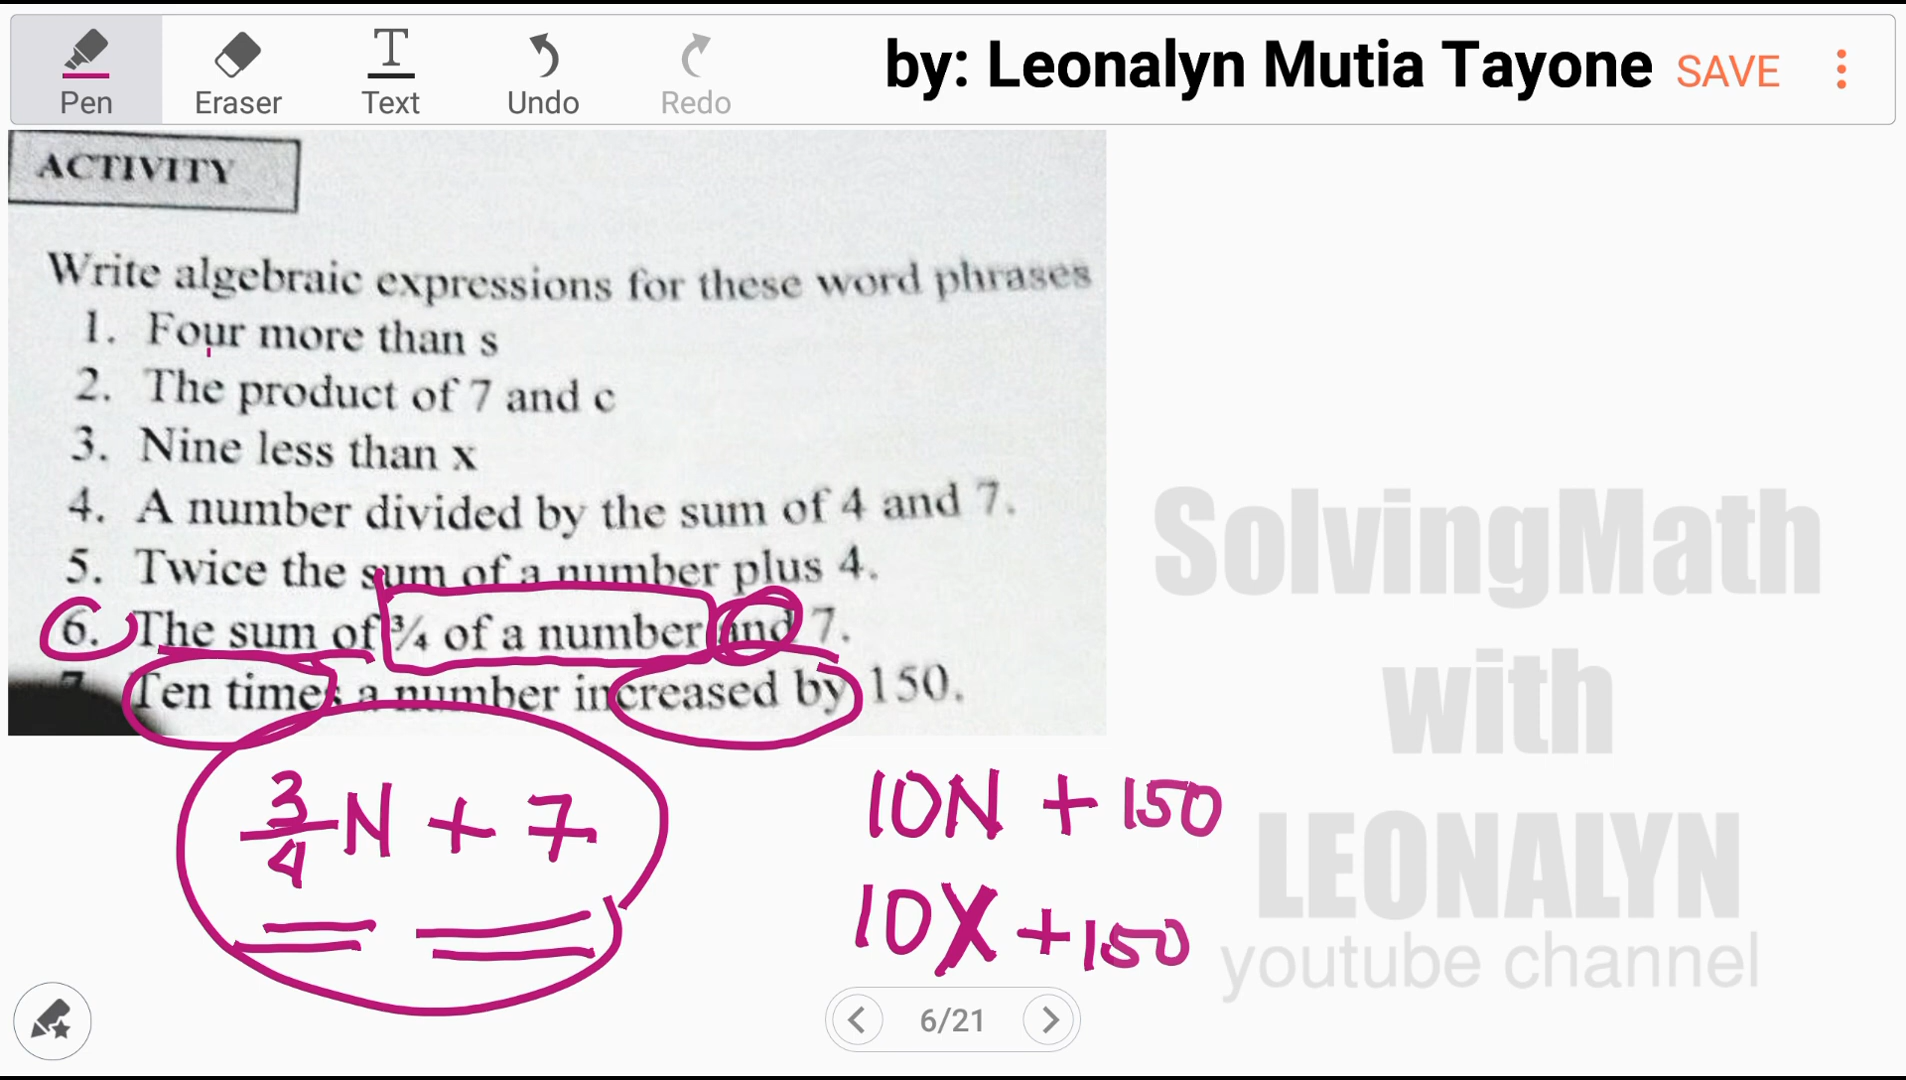 Pen
Eraser
Text
Undo
Redo
by: Leonalyn Mutia Tayone
SAVE
ACTIVITY
Write algebraic expressions for these word phrases
1. Four more than s
2. The product of 7 and c
3. Nine less than x
4. A number divided by the sum of 4 and 7.
5. Twice the sum of a number plus 4.
6. The sum of ¾ of a number and 7.
7. Ten times a number increased by 150.
3/4 N + 7
10N + 150
10X + 150
SolvingMath
with
LEONALYN
youtube channel
6/21